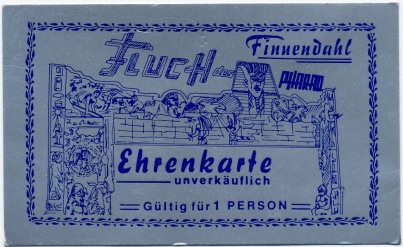 Finnendahl
Fluch des
Pharao
Ehrenkarte
unverkäuflich
Gültig für 1 PERSON